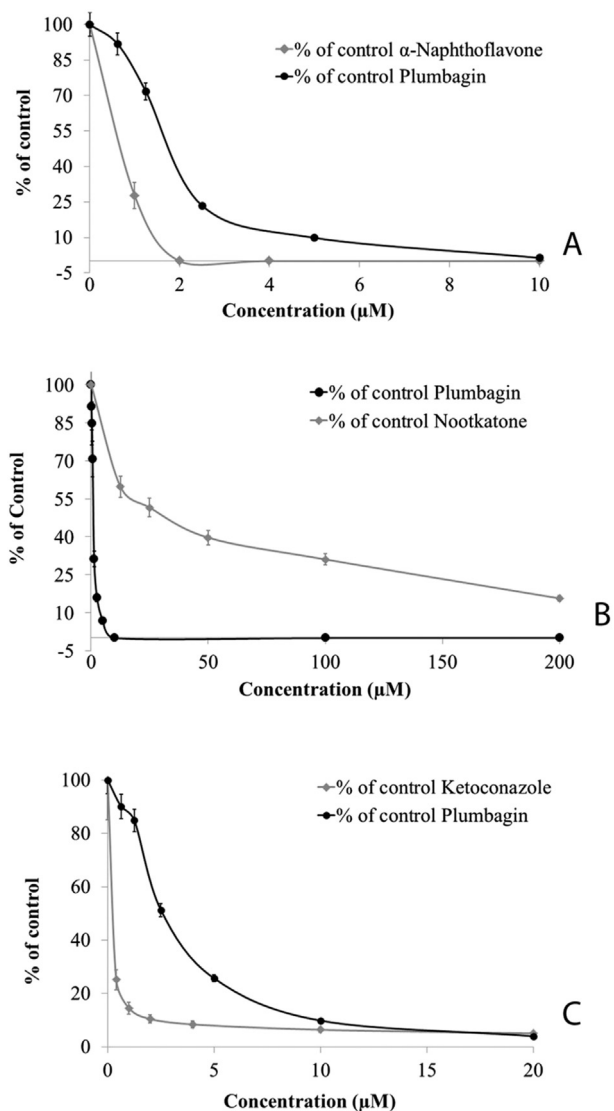 100
85
70
55
40
25
10
-5
% of control
% of control α-Naphthoflavone
% of control Plumbagin
0
2
4
6
8
10
Concentration (µM)
A
100
85
70
55
40
25
10
-5
% of Control
% of control Plumbagin
% of control Nootkatone
0
50
100
150
200
Concentration (µM)
B
100
80
60
40
20
0
% of control
% of control Ketoconazole
% of control Plumbagin
0
5
10
15
20
Concentration (µM)
C